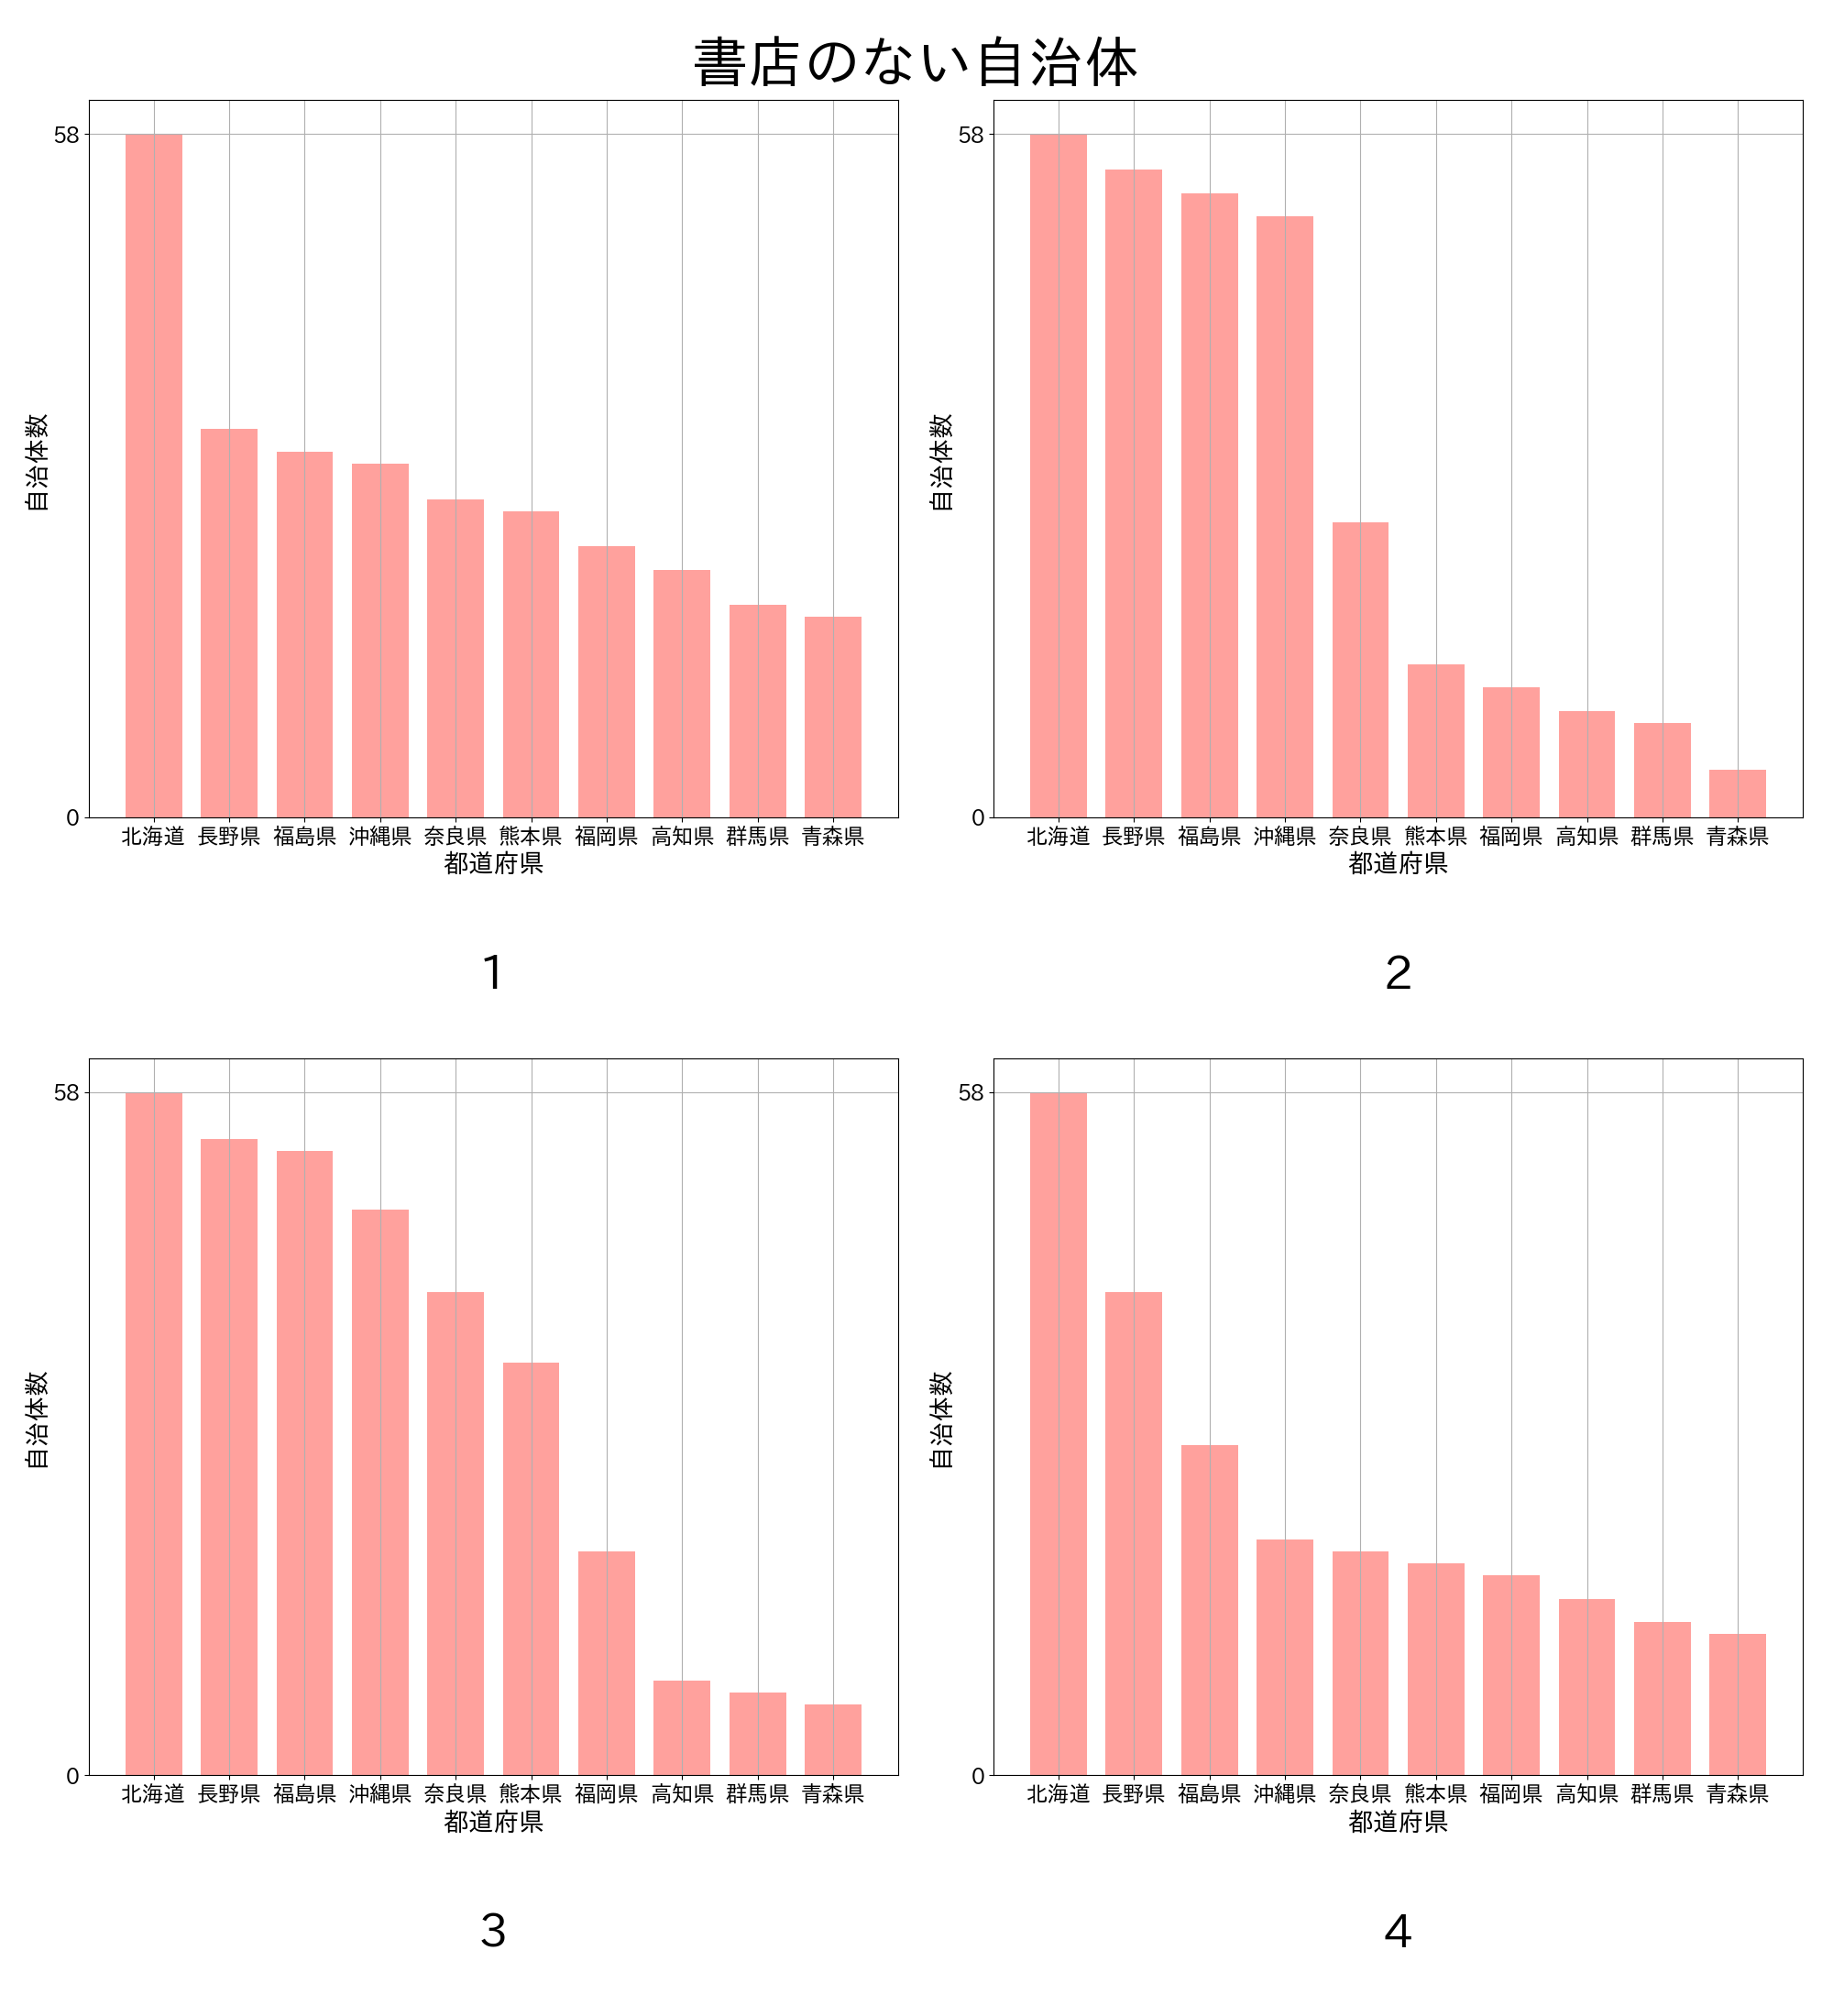 書店のない自治体
58
0
自治体数
北海道 長野県 福島県 沖縄県 奈良県 熊本県 福岡県 高知県 群馬県 青森県
都道府県
1
58
0
自治体数
北海道 長野県 福島県 沖縄県 奈良県 熊本県 福岡県 高知県 群馬県 青森県
都道府県
2
58
0
自治体数
北海道 長野県 福島県 沖縄県 奈良県 熊本県 福岡県 高知県 群馬県 青森県
都道府県
3
58
0
自治体数
北海道 長野県 福島県 沖縄県 奈良県 熊本県 福岡県 高知県 群馬県 青森県
都道府県
4